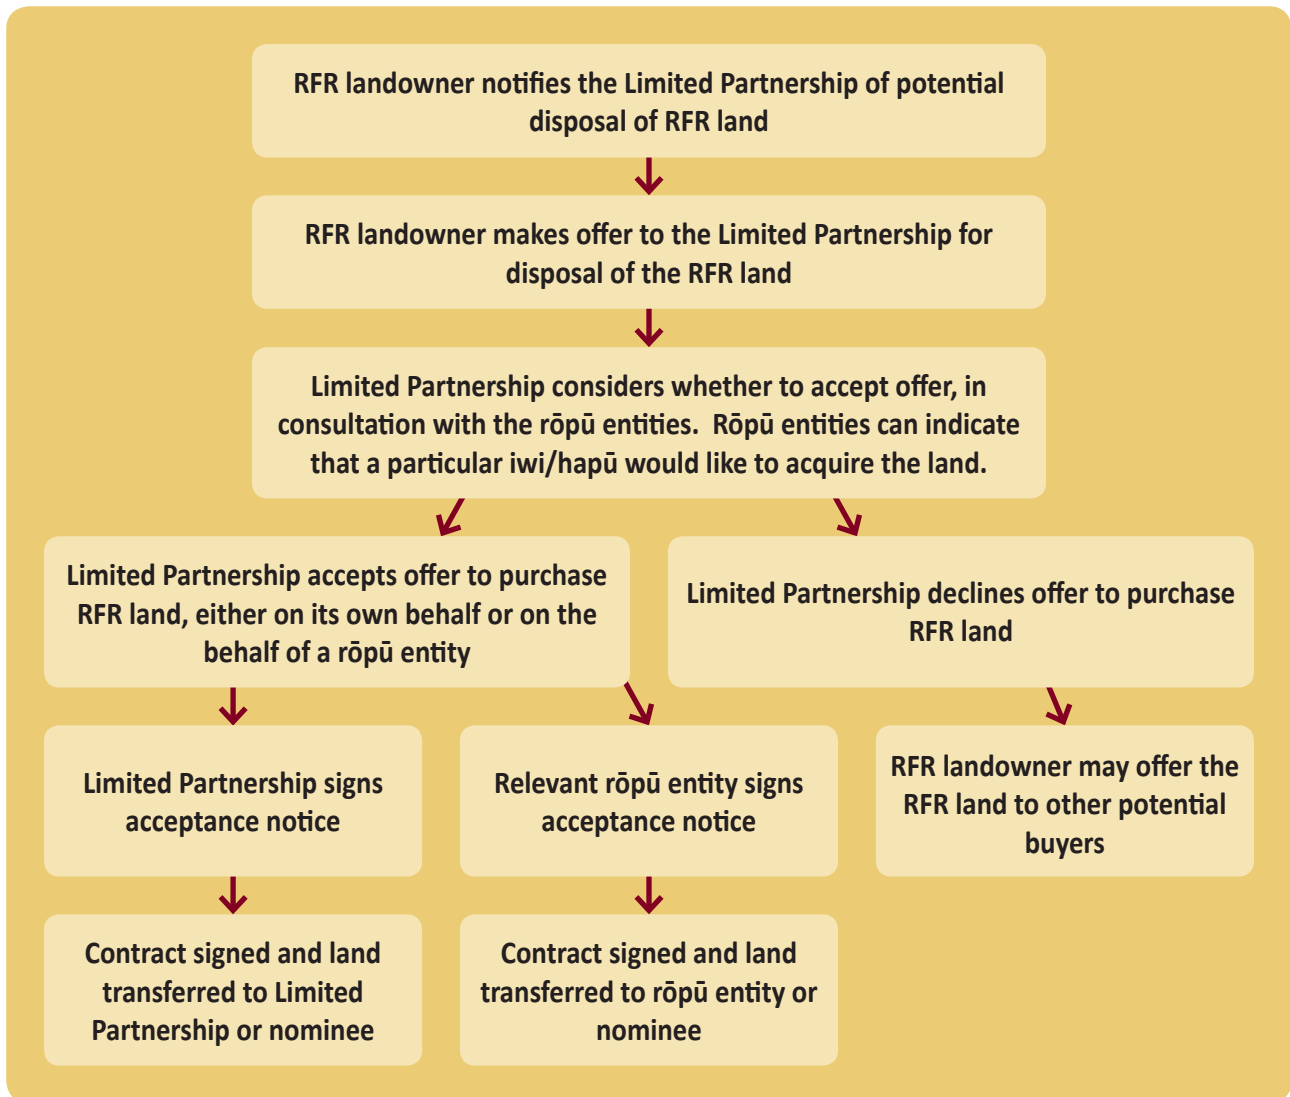 RFR landowner notifies the Limited Partnership of potential
disposal of RFR land
RFR landowner makes offer to the Limited Partnership for
disposal of the RFR land
Limited Partnership considers whether to accept offer, in
consultation with the rōpū entities.  Rōpū entities can indicate
that a particular iwi/hapū would like to acquire the land.
Limited Partnership accepts offer to purchase
RFR land, either on its own behalf or on the
behalf of a rōpū entity
Limited Partnership declines offer to purchase
RFR land
Limited Partnership signs
acceptance notice
Relevant rōpū entity signs
acceptance notice
RFR landowner may offer the
RFR land to other potential
buyers
Contract signed and land
transferred to Limited
Partnership or nominee
Contract signed and land
transferred to rōpū entity or
nominee